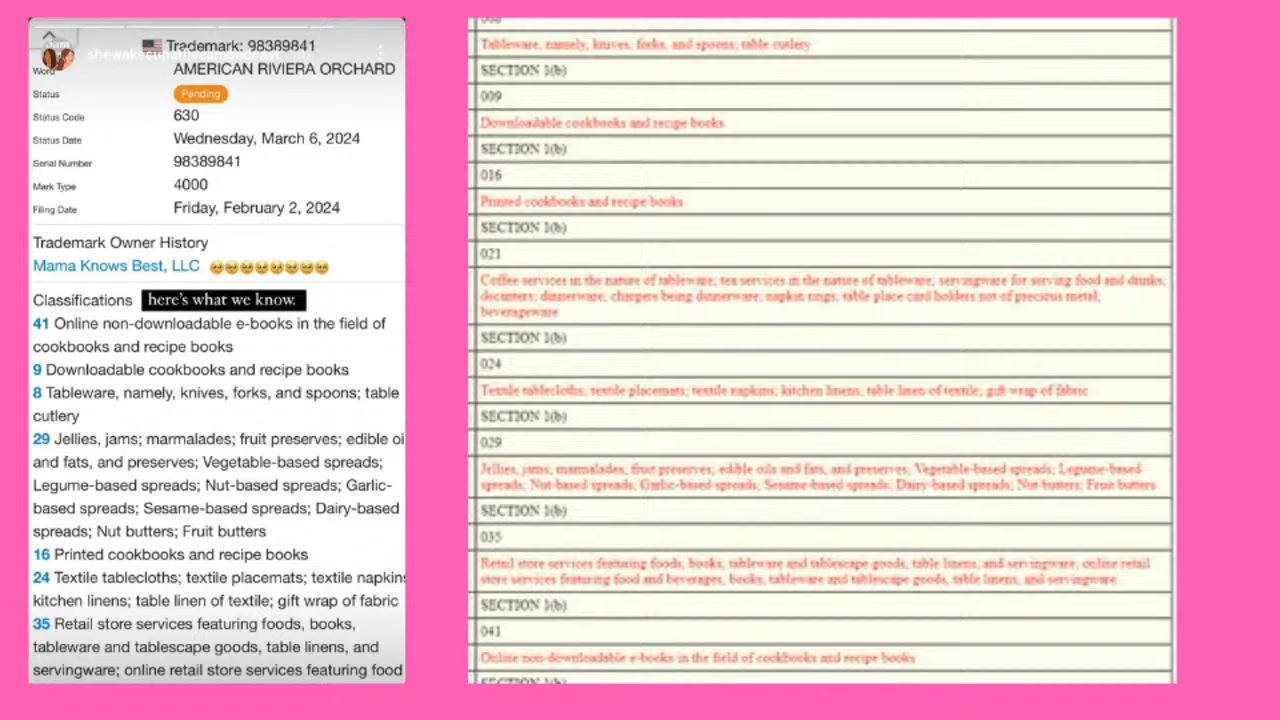 Jam
shewakesup
Trademark: 98389841
Word AMERICAN RIVIERA ORCHARD
Status Pending
Status Code 630
Status Date Wednesday, March 6, 2024
Serial Number 98389841
Mark Type 4000
Filing Date Friday, February 2, 2024
Trademark Owner History
Mama Knows Best, LLC 🥹🥹🥹🥹🥹🥹🥹🥹
Classifications here's what we know.
41 Online non-downloadable e-books in the field of
cookbooks and recipe books
9 Downloadable cookbooks and recipe books
8 Tableware, namely, knives, forks, and spoons; table
cutlery
29 Jellies, jams; marmalades; fruit preserves; edible oi
and fats, and preserves; Vegetable-based spreads;
Legume-based spreads; Nut-based spreads; Garlic-
based spreads; Sesame-based spreads; Dairy-based
spreads; Nut butters; Fruit butters
16 Printed cookbooks and recipe books
24 Textile tablecloths; textile placemats; textile napkins
kitchen linens; table linen of textile; gift wrap of fabric
35 Retail store services featuring foods, books,
tableware and tablescape goods, table linens, and
servingware; online retail store services featuring food
008
Tableware, namely, knives, forks, and spoons; table cutlery
SECTION 1(b)
009
Downloadable cookbooks and recipe books
SECTION 1(b)
016
Printed cookbooks and recipe books
SECTION 1(b)
021
Coffee services in the nature of tableware; tea services in the nature of tableware; servingware for serving food and drinks;
decanters; dinnerware; chargers being dinnerware; napkin rings, table place card holders not of precious metal,
beverageware
SECTION 1(b)
024
Textile tablecloths; textile placemats; textile napkins; kitchen linens; table linen of textile; gift wrap of fabric
SECTION 1(b)
029
Jellies, jams, marmalades, fruit preserves; edible oils and fats, and preserves, Vegetable-based spreads; Legume-based
spreads; Nut-based spreads, Garlic-based spreads, Sesame-based spreads; Dairy-based spreads; Nut butters; Fruit butters
SECTION 1(b)
035
Retail store services featuring foods, books, tableware and tablescape goods, table linens, and servingware, online retail
store services featuring food and beverages, books, tableware and tablescape goods, table linens, and servingware
SECTION 1(b)
041
Online non-downloadable e-books in the field of cookbooks and recipe books
SECTION 1(b)